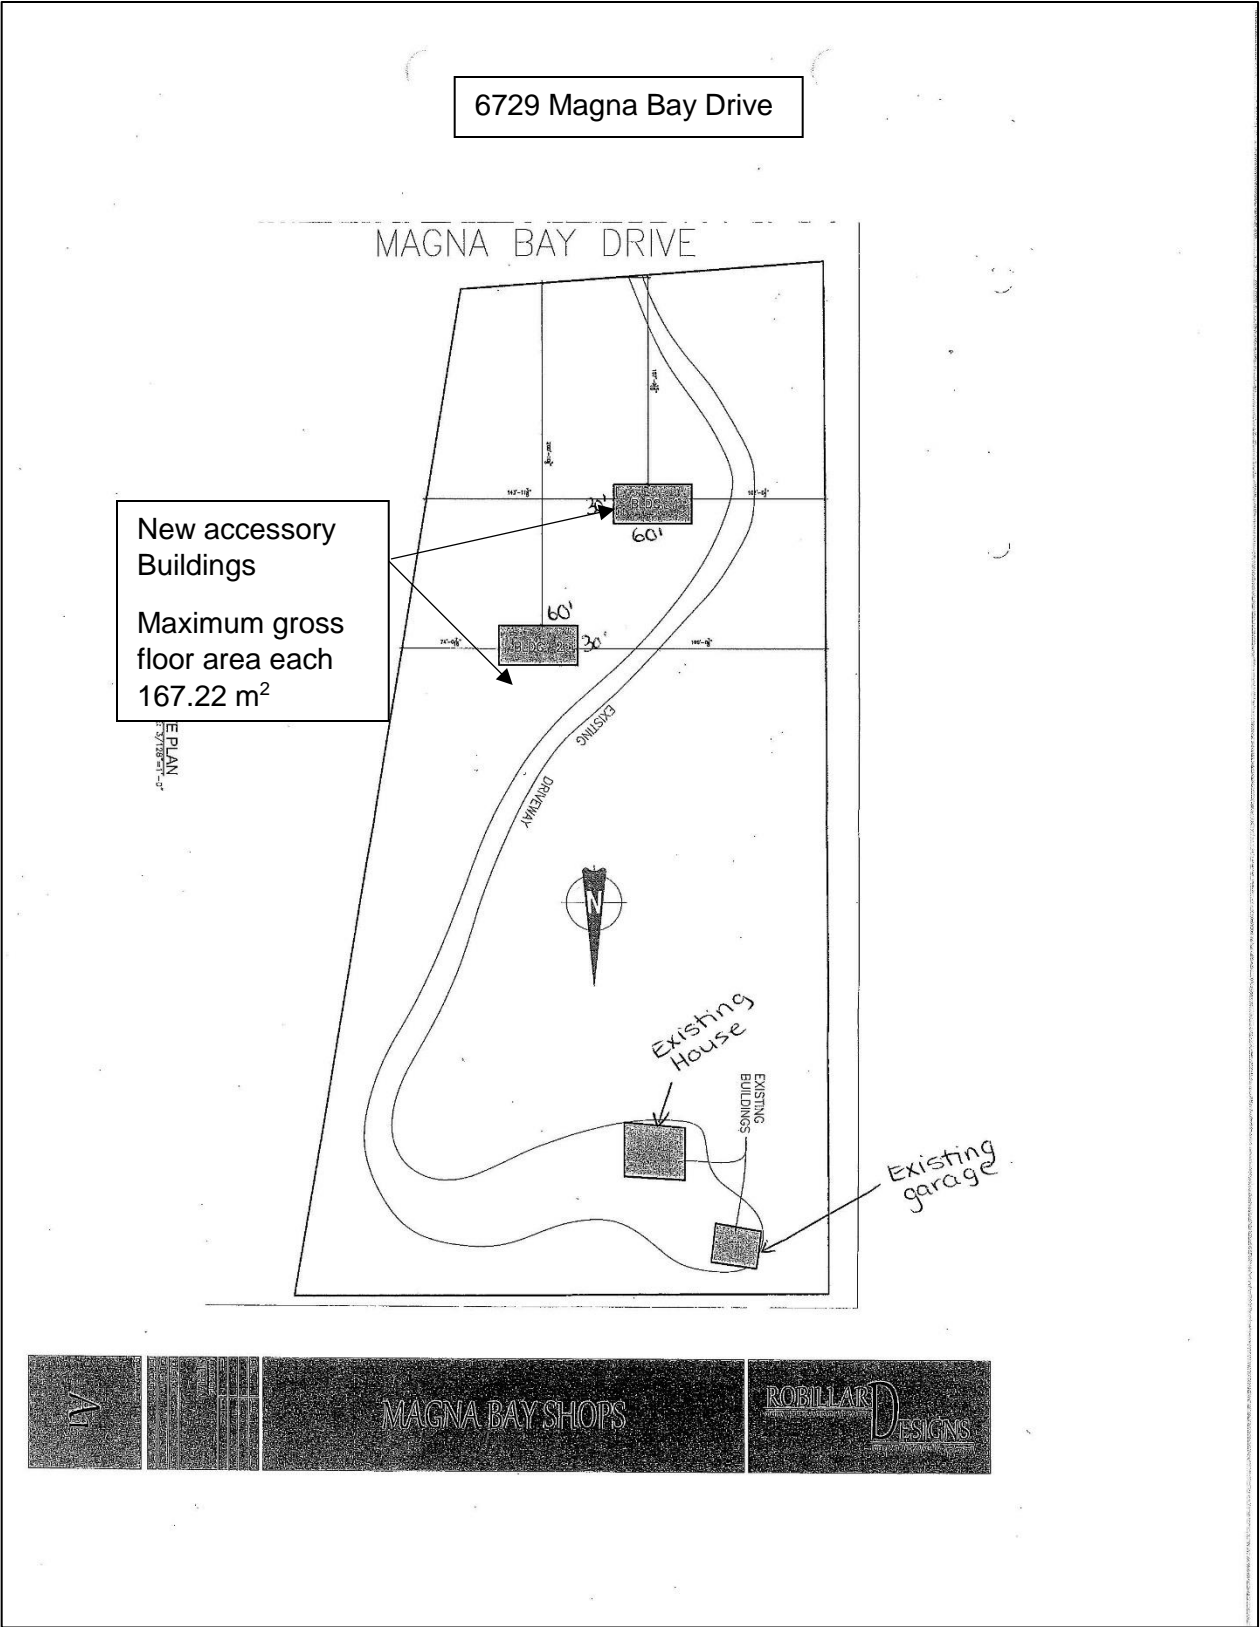 6729 Magna Bay Drive
MAGNA BAY DRIVE
30'
60'
60'
30'
New accessory
Buildings
Maximum gross
floor area each
167.22 m²
E PLAN
EXISTING
DRIVEWAY
N
Existing
House
EXISTING
BUILDINGS
Existing
garage
MAGNA BAY SHOPS
ROBILLARD
DESIGNS